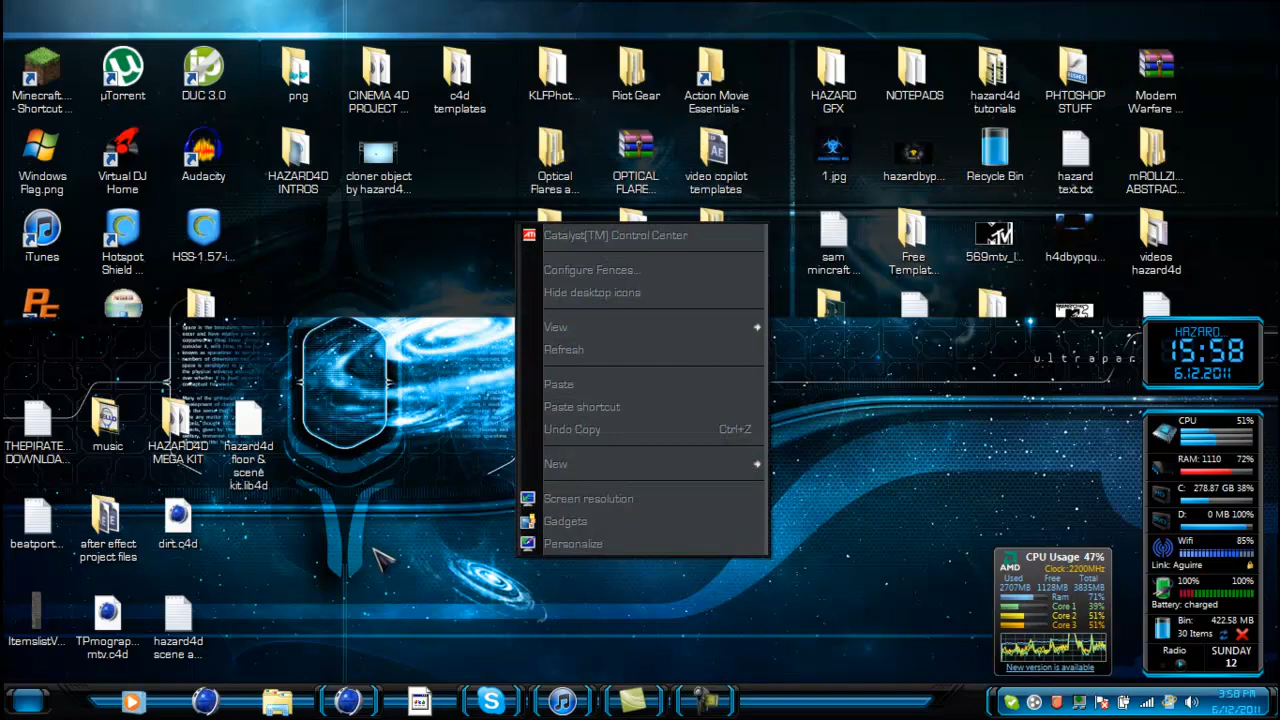 Minecraft....
- Shortcut ...
µTorrent
DUC 3.0
png
CINEMA 4D
PROJECT ...
c4d
templates
KLFPhot...
Riot Gear
Action Movie
Essentials -
HAZARD
GFX
NOTEPADS
hazard4d
tutorials
PHTOSHOP
STUFF
Modern
Warfare ...
Windows
Flag.png
Virtual DJ
Home
Audacity
HAZARD4D
INTROS
cloner object
by hazard4...
Optical
Flares a...
OPTICAL
FLARE...
video copilot
templates
1.jpg
hazardbyp...
Recycle Bin
hazard
text.txt
mROLLZI...
ABSTRAC...
iTunes
Hotspot
Shield ...
HSS-1.57-i...
sam
mincraft ...
Free
Templat...
569mtv_l...
h4dbypqu...
videos
hazard4d
Catalyst(TM) Control Center
Configure Fences...
Hide desktop icons
View
Refresh
Paste
Paste shortcut
Undo Copy Ctrl+Z
New
Screen resolution
Gadgets
Personalize
HAZARD...
15:58
6.12.2011
THEPIRATE...
DOWNLOA...
music
HAZARD4D
MEGA KIT
hazard4d
floor &
scene
kit.lib4d
beatport...
after effect
project files
dirt.c4d
ItemslistV...
TPmograp...
mtv.c4d
hazard4d
scene a...
CPU 51%
RAM: 1110 72%
C: 278.87 GB 38%
D: 0 MB 100%
Wifi 85%
Link: Aguirre
100% 100%
Battery: charged
Bin: 422.58 MB
30 Items
Radio
SUNDAY
12
AMD
CPU Usage 47%
Clock:2200MHz
Used Free Total
2707MB 1128MB 3835MB
Ram 71%
Core 1 39%
Core 2 51%
Core 3 51%
New version is available
3:58 PM
6/12/2011